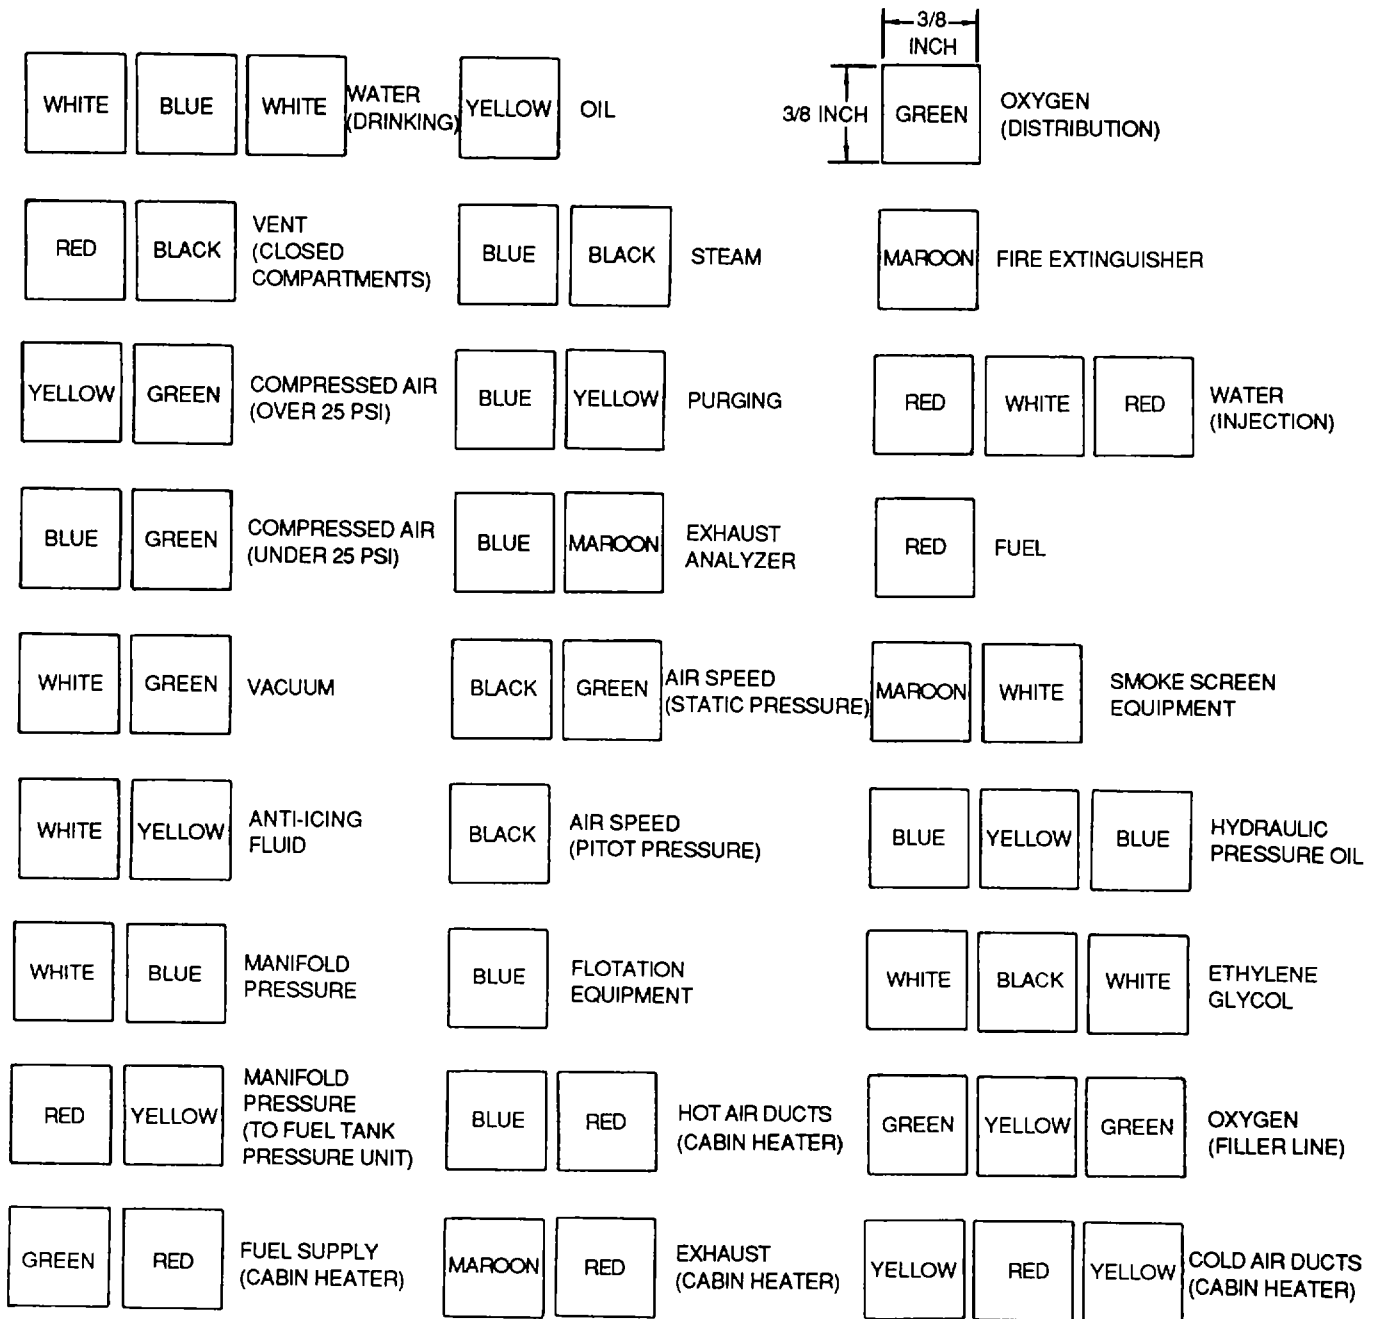 3/8
INCH
WHITE BLUE WHITE WATER
(DRINKING)
YELLOW OIL
3/8 INCH GREEN OXYGEN
(DISTRIBUTION)
RED BLACK VENT
(CLOSED
COMPARTMENTS)
BLUE BLACK STEAM
MAROON FIRE EXTINGUISHER
YELLOW GREEN COMPRESSED AIR
(OVER 25 PSI)
BLUE YELLOW PURGING
RED WHITE RED WATER
(INJECTION)
BLUE GREEN COMPRESSED AIR
(UNDER 25 PSI)
BLUE MAROON EXHAUST
ANALYZER
RED FUEL
WHITE GREEN VACUUM
BLACK GREEN AIR SPEED
(STATIC PRESSURE)
MAROON WHITE SMOKE SCREEN
EQUIPMENT
WHITE YELLOW ANTI-ICING
FLUID
BLACK AIR SPEED
(PITOT PRESSURE)
BLUE YELLOW BLUE HYDRAULIC
PRESSURE OIL
WHITE BLUE MANIFOLD
PRESSURE
BLUE FLOTATION
EQUIPMENT
WHITE BLACK WHITE ETHYLENE
GLYCOL
RED YELLOW MANIFOLD
PRESSURE
(TO FUEL TANK
PRESSURE UNIT)
BLUE RED HOT AIR DUCTS
(CABIN HEATER)
GREEN YELLOW GREEN OXYGEN
(FILLER LINE)
GREEN RED FUEL SUPPLY
(CABIN HEATER)
MAROON RED EXHAUST
(CABIN HEATER)
YELLOW RED YELLOW COLD AIR DUCTS
(CABIN HEATER)